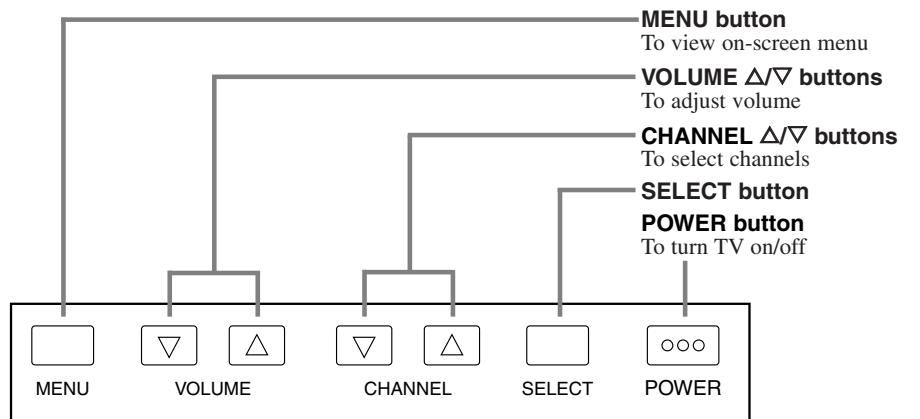 MENU button
To view on-screen menu
VOLUME △/▽ buttons
To adjust volume
CHANNEL △/▽ buttons
To select channels
SELECT button
POWER button
To turn TV on/off
▽ △ ▽ △ ○○○
MENU VOLUME CHANNEL SELECT POWER